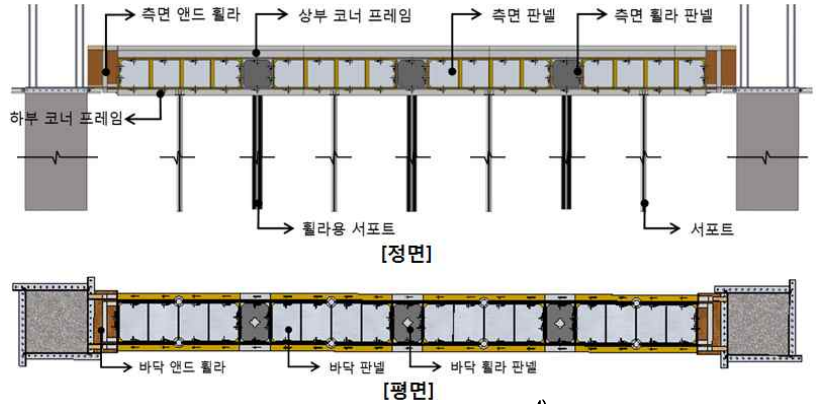 측면 앤드 휠라
상부 코너 프레임
측면 판넬
측면 휠라 판넬
하부 코너 프레임
휠라용 서포트
서포트
[정면]
바닥 앤드 휠라
바닥 판넬
바닥 휠라 판넬
[평면]